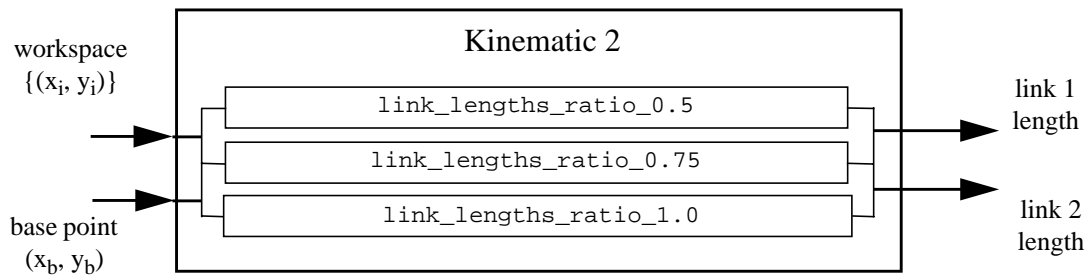 Kinematic 2
workspace
{(xi, yi)}
base point
(xb, yb)
link_lengths_ratio_0.5
link_lengths_ratio_0.75
link_lengths_ratio_1.0
link 1
length
link 2
length